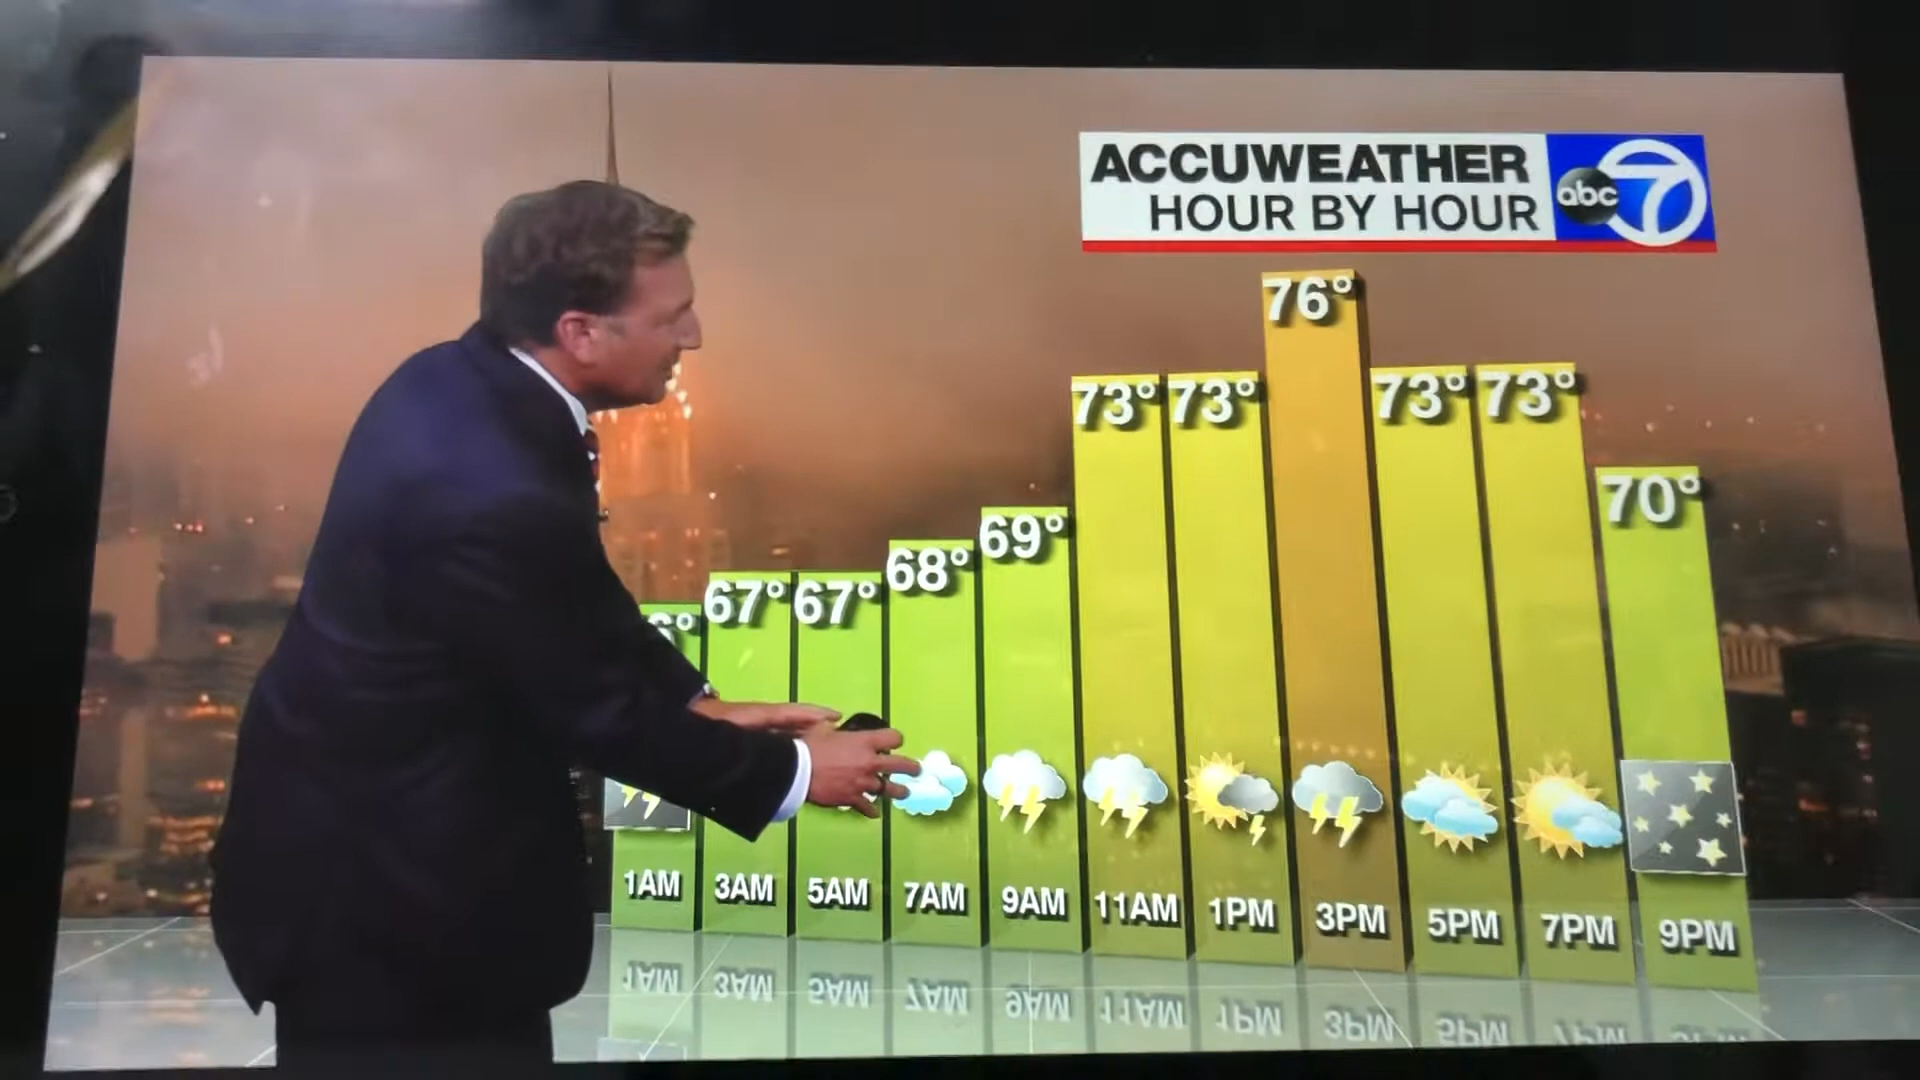 ACCUWEATHER
HOUR BY HOUR
abc 7
76°
73° 73° 73° 73°
70°
69°
68°
67° 67°
6°
1AM 3AM 5AM 7AM 9AM 11AM 1PM 3PM 5PM 7PM 9PM